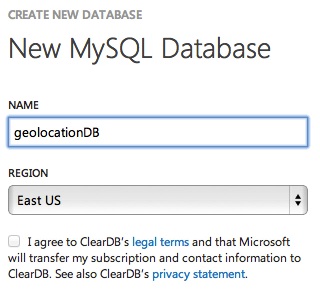 CREATE NEW DATABASE
New MySQL Database
NAME
geolocationDB
REGION
East US
I agree to ClearDB's legal terms and that Microsoft
will transfer my subscription and contact information to
ClearDB. See also ClearDB's privacy statement.